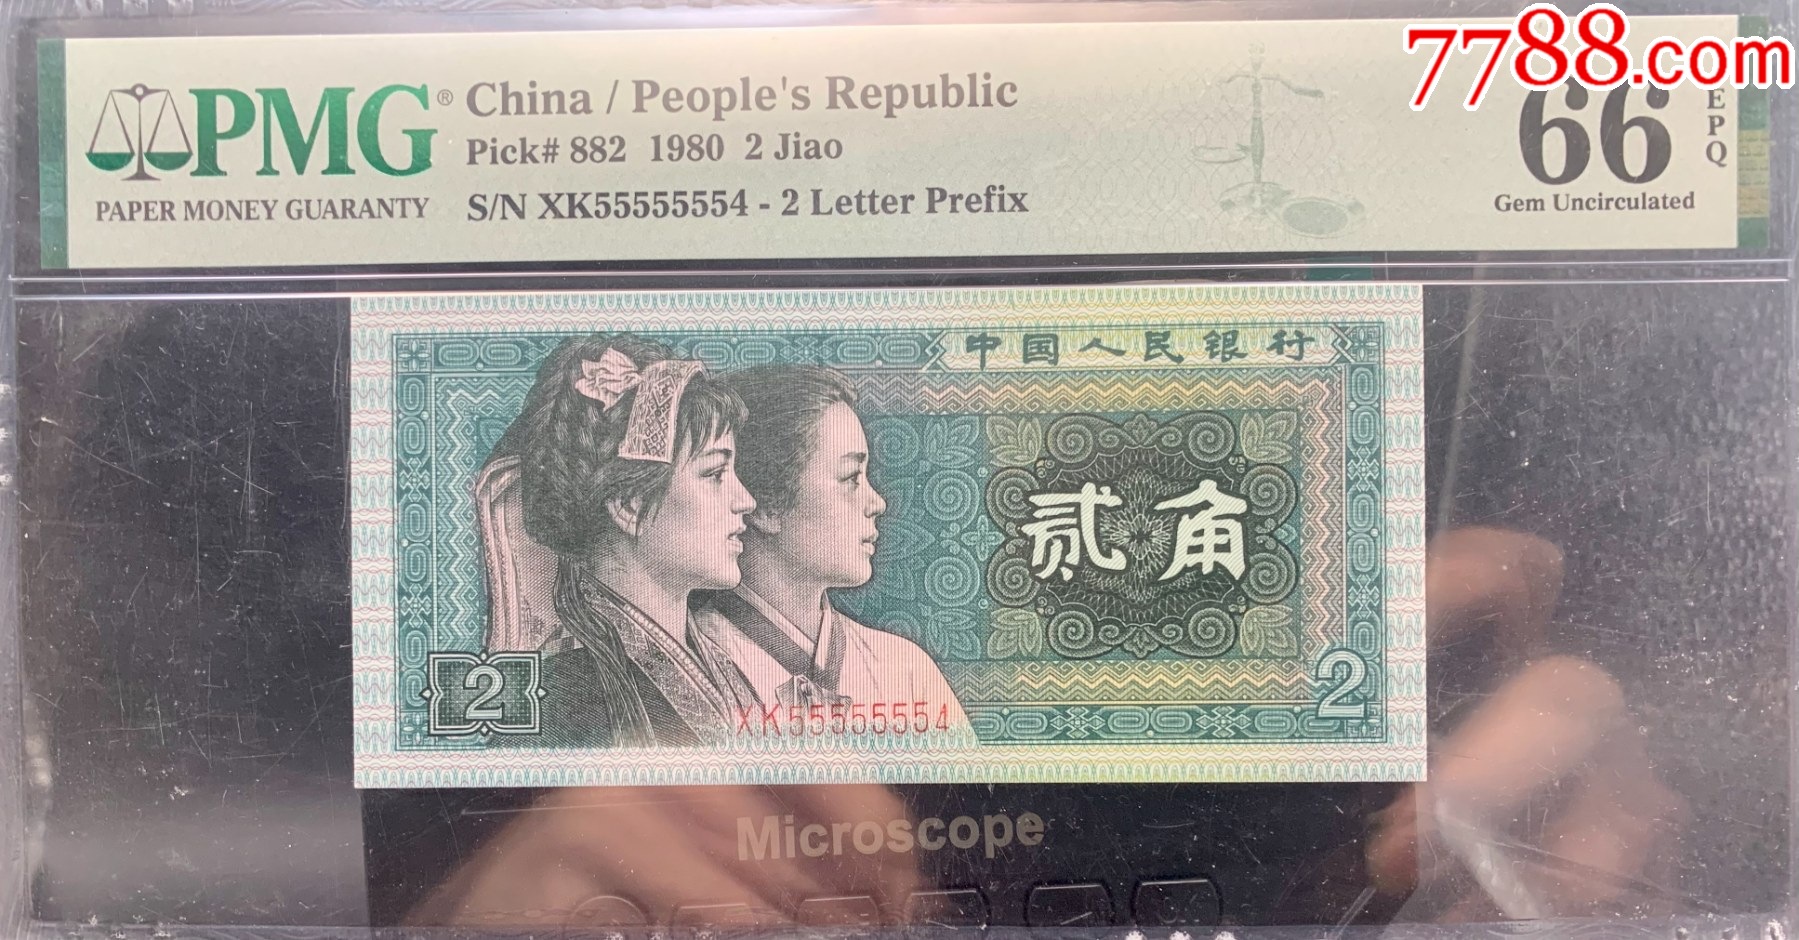 7788.com
PMG® China / People's Republic
66 EPQ
Pick# 882 1980 2 Jiao
PAPER MONEY GUARANTY
S/N XK55555554 - 2 Letter Prefix
Gem Uncirculated
中国人民银行
贰角
2
2
XK55555554
Microscope